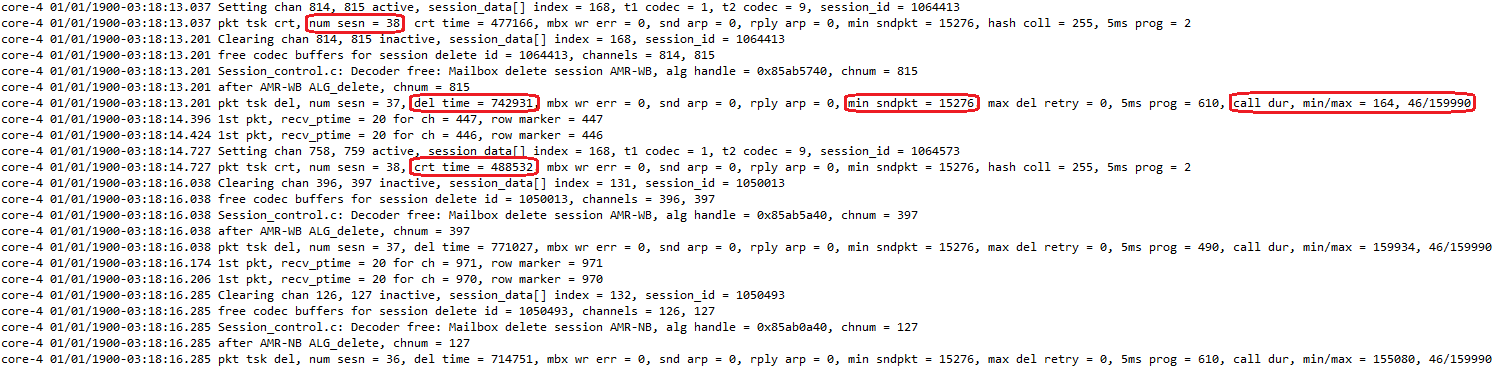 core-4 01/01/1900-03:18:13.037 Setting chan 814, 815 active, session_data[] index = 168, t1 codec = 1, t2 codec = 9, session_id = 1064413
core-4 01/01/1900-03:18:13.037 pkt tsk crt, num sesn = 38  crt time = 477166, mbx wr err = 0, snd arp = 0, rply arp = 0, min sndpkt = 15276, hash coll = 255, 5ms prog = 2
core-4 01/01/1900-03:18:13.201 Clearing chan 814, 815 inactive, session_data[] index = 168, session_id = 1064413
core-4 01/01/1900-03:18:13.201 free codec buffers for session delete id = 1064413, channels = 814, 815
core-4 01/01/1900-03:18:13.201 Session_control.c: Decoder free: Mailbox delete session AMR-WB, alg handle = 0x85ab5740, chnum = 815
core-4 01/01/1900-03:18:13.201 after AMR-WB ALG_delete, chnum = 815
core-4 01/01/1900-03:18:13.201 pkt tsk del, num sesn = 37, del time = 742931, mbx wr err = 0, snd arp = 0, rply arp = 0, min sndpkt = 15276  max del retry = 0, 5ms prog = 610, call dur, min/max = 164, 46/159990
core-4 01/01/1900-03:18:14.396 1st pkt, recv_ptime = 20 for ch = 447, row marker = 447
core-4 01/01/1900-03:18:14.424 1st pkt, recv_ptime = 20 for ch = 446, row marker = 446
core-4 01/01/1900-03:18:14.727 Setting chan 758, 759 active, session_data[] index = 168, t1 codec = 1, t2 codec = 9, session_id = 1064573
core-4 01/01/1900-03:18:14.727 pkt tsk crt, num sesn = 38, crt time = 488532, mbx wr err = 0, snd arp = 0, rply arp = 0, min sndpkt = 15276, hash coll = 255, 5ms prog = 2
core-4 01/01/1900-03:18:16.038 Clearing chan 396, 397 inactive, session_data[] index = 131, session_id = 1050013
core-4 01/01/1900-03:18:16.038 free codec buffers for session delete id = 1050013, channels = 396, 397
core-4 01/01/1900-03:18:16.038 Session_control.c: Decoder free: Mailbox delete session AMR-WB, alg handle = 0x85ab5a40, chnum = 397
core-4 01/01/1900-03:18:16.038 after AMR-WB ALG_delete, chnum = 397
core-4 01/01/1900-03:18:16.038 pkt tsk del, num sesn = 37, del time = 771027, mbx wr err = 0, snd arp = 0, rply arp = 0, min sndpkt = 15276, max del retry = 0, 5ms prog = 490, call dur, min/max = 159934, 46/159990
core-4 01/01/1900-03:18:16.174 1st pkt, recv_ptime = 20 for ch = 971, row marker = 971
core-4 01/01/1900-03:18:16.206 1st pkt, recv_ptime = 20 for ch = 970, row marker = 970
core-4 01/01/1900-03:18:16.285 Clearing chan 126, 127 inactive, session_data[] index = 132, session_id = 1050493
core-4 01/01/1900-03:18:16.285 free codec buffers for session delete id = 1050493, channels = 126, 127
core-4 01/01/1900-03:18:16.285 Session_control.c: Decoder free: Mailbox delete session AMR-NB, alg handle = 0x85ab0a40, chnum = 127
core-4 01/01/1900-03:18:16.285 after AMR-NB ALG_delete, chnum = 127
core-4 01/01/1900-03:18:16.285 pkt tsk del, num sesn = 36, del time = 714751, mbx wr err = 0, snd arp = 0, rply arp = 0, min sndpkt = 15276, max del retry = 0, 5ms prog = 610, call dur, min/max = 155080, 46/159990